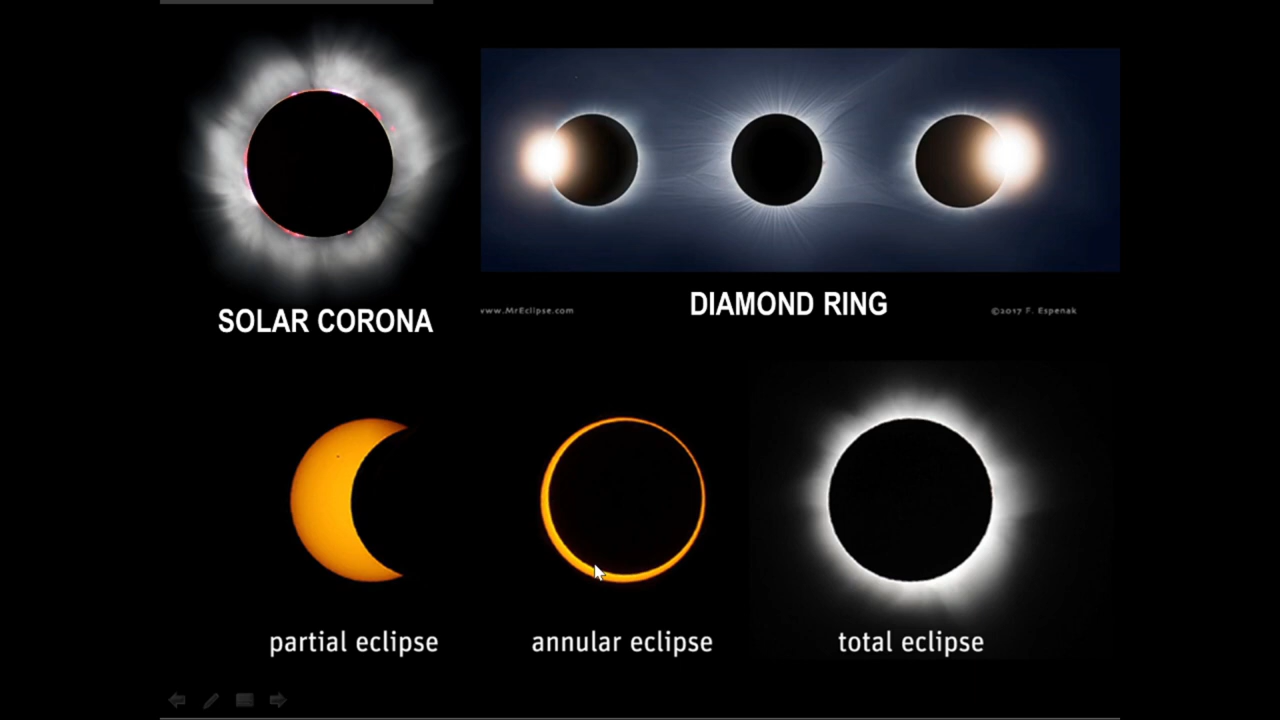 SOLAR CORONA
DIAMOND RING
www.MrEclipse.com
©2017 F. Espenak
partial eclipse
annular eclipse
total eclipse